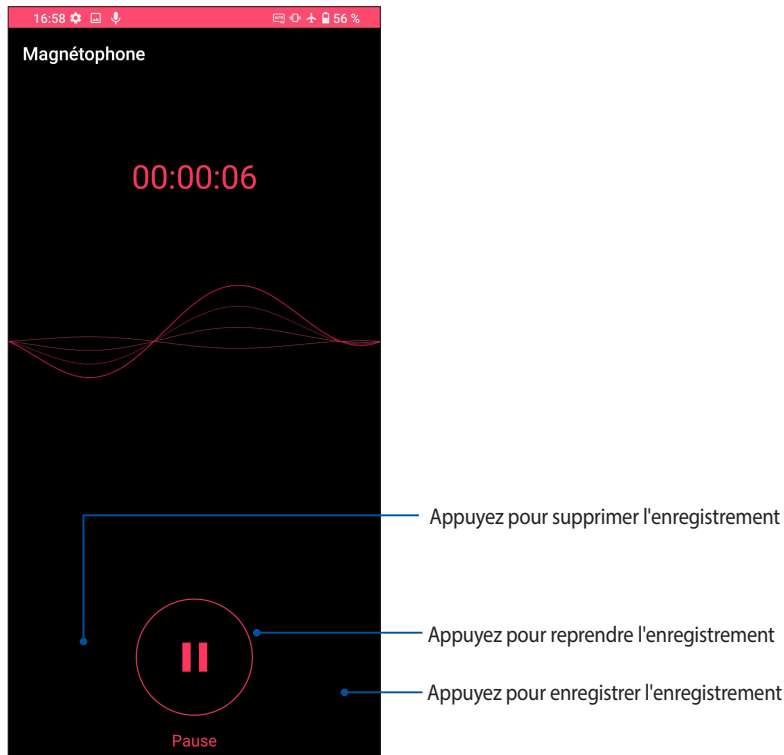 16:58 56 %
Magnétophone
00:00:06
Appuyez pour supprimer l'enregistrement
Appuyez pour reprendre l'enregistrement
Appuyez pour enregistrer l'enregistrement
Pause